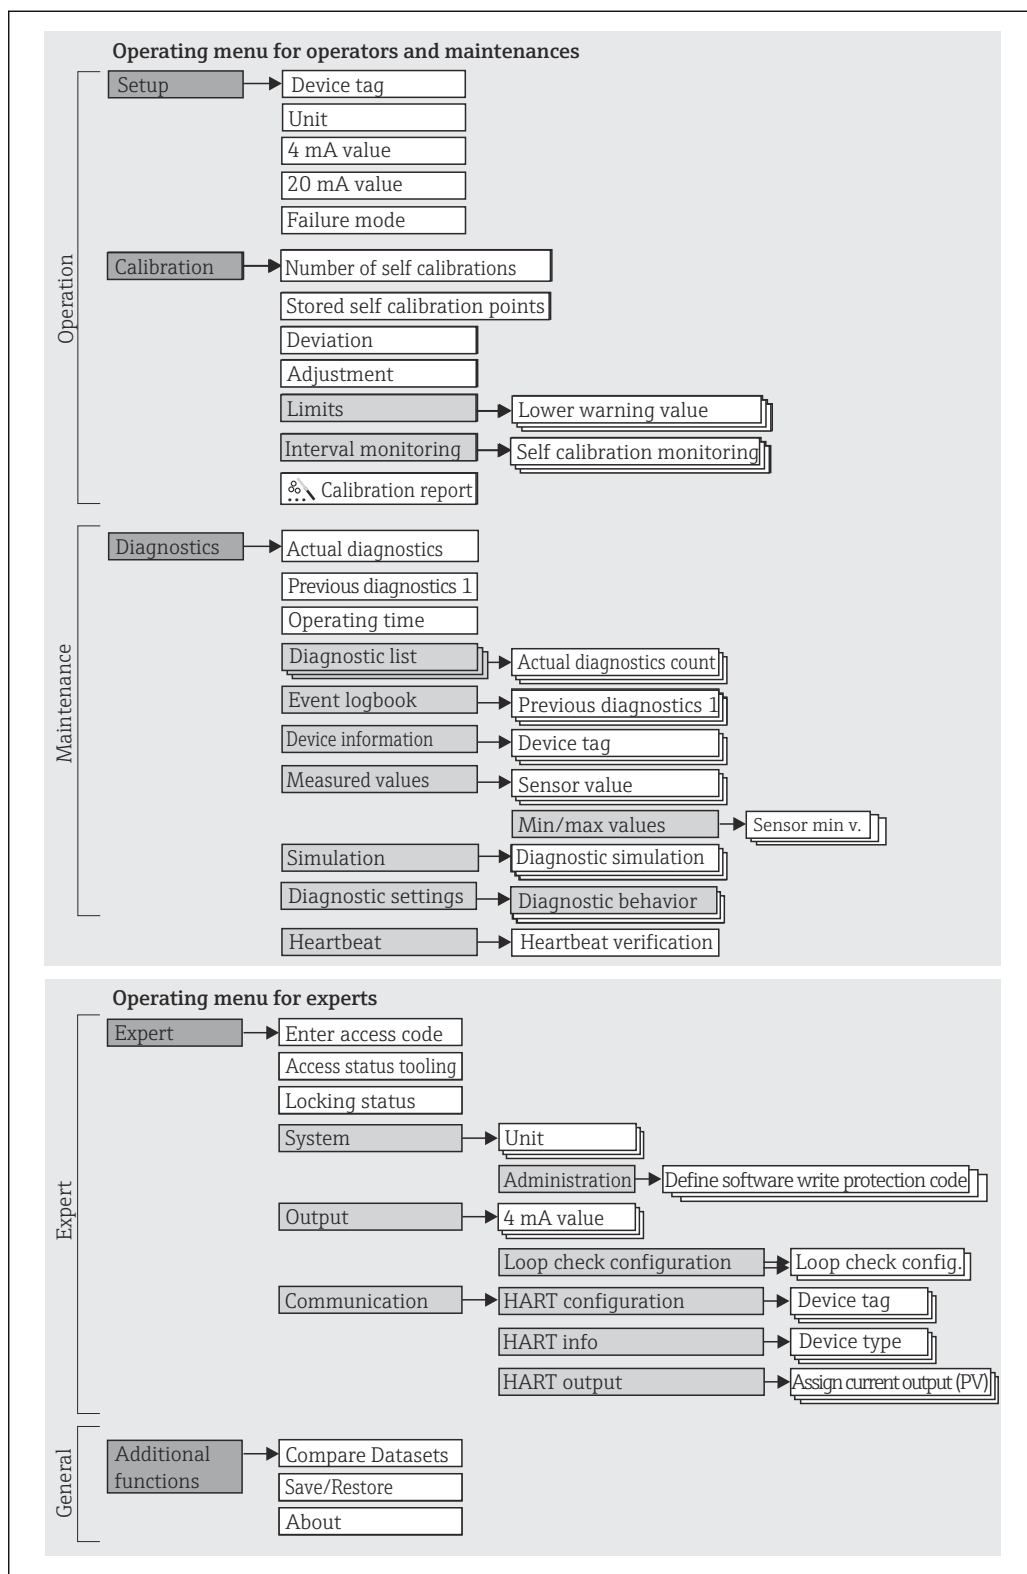 Operating menu for operators and maintenances
Operation
Setup
Device tag
Unit
4 mA value
20 mA value
Failure mode
Calibration
Number of self calibrations
Stored self calibration points
Deviation
Adjustment
Limits
Lower warning value
Interval monitoring
Self calibration monitoring
Calibration report
Maintenance
Diagnostics
Actual diagnostics
Previous diagnostics 1
Operating time
Diagnostic list
Actual diagnostics count
Event logbook
Previous diagnostics 1
Device information
Device tag
Measured values
Sensor value
Min/max values
Sensor min v.
Simulation
Diagnostic simulation
Diagnostic settings
Diagnostic behavior
Heartbeat
Heartbeat verification
Operating menu for experts
Expert
Expert
Enter access code
Access status tooling
Locking status
System
Unit
Administration
Define software write protection code
Output
4 mA value
Loop check configuration
Loop check config.
Communication
HART configuration
Device tag
HART info
Device type
HART output
Assign current output (PV)
General
Additional
functions
Compare Datasets
Save/Restore
About